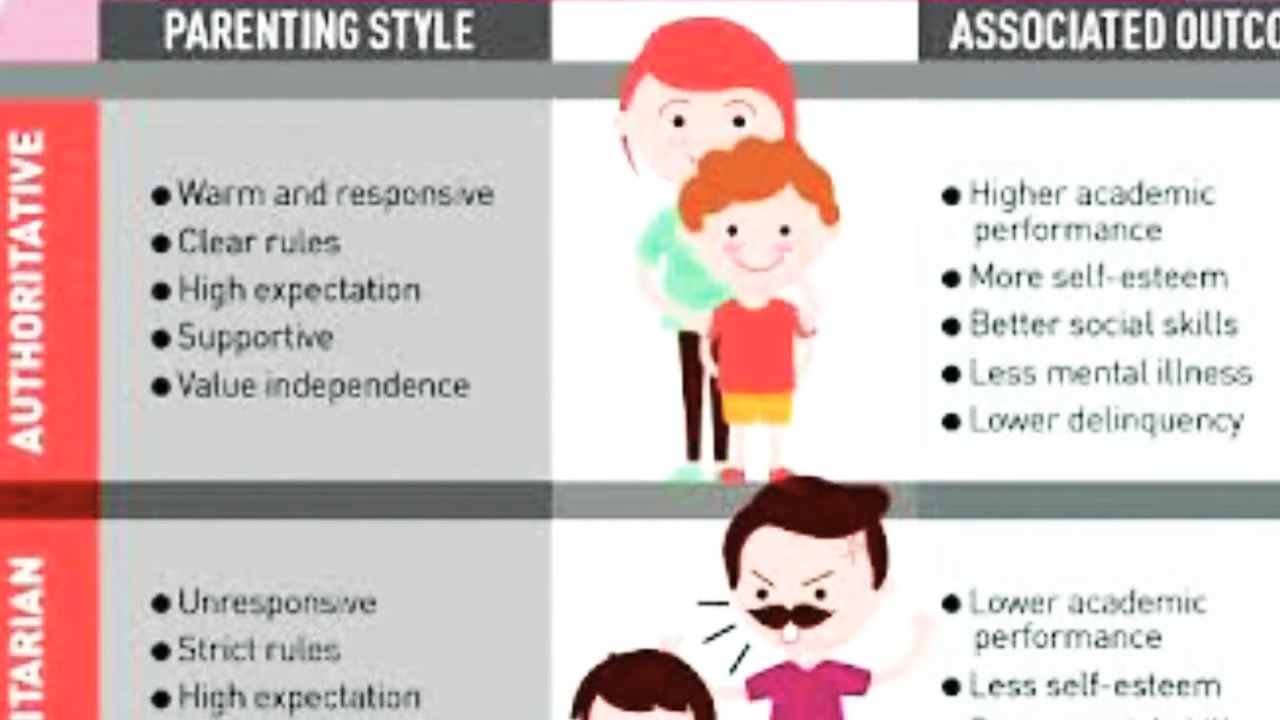 PARENTING STYLE
ASSOCIATED OUTCO
AUTHORITATIVE
● Warm and responsive
● Clear rules
● High expectation
● Supportive
● Value independence
● Higher academic
performance
● More self-esteem
● Better social skills
● Less mental illness
● Lower delinquency
ITARIAN
● Unresponsive
● Strict rules
● High expectation
● Lower academic
performance
● Less self-esteem